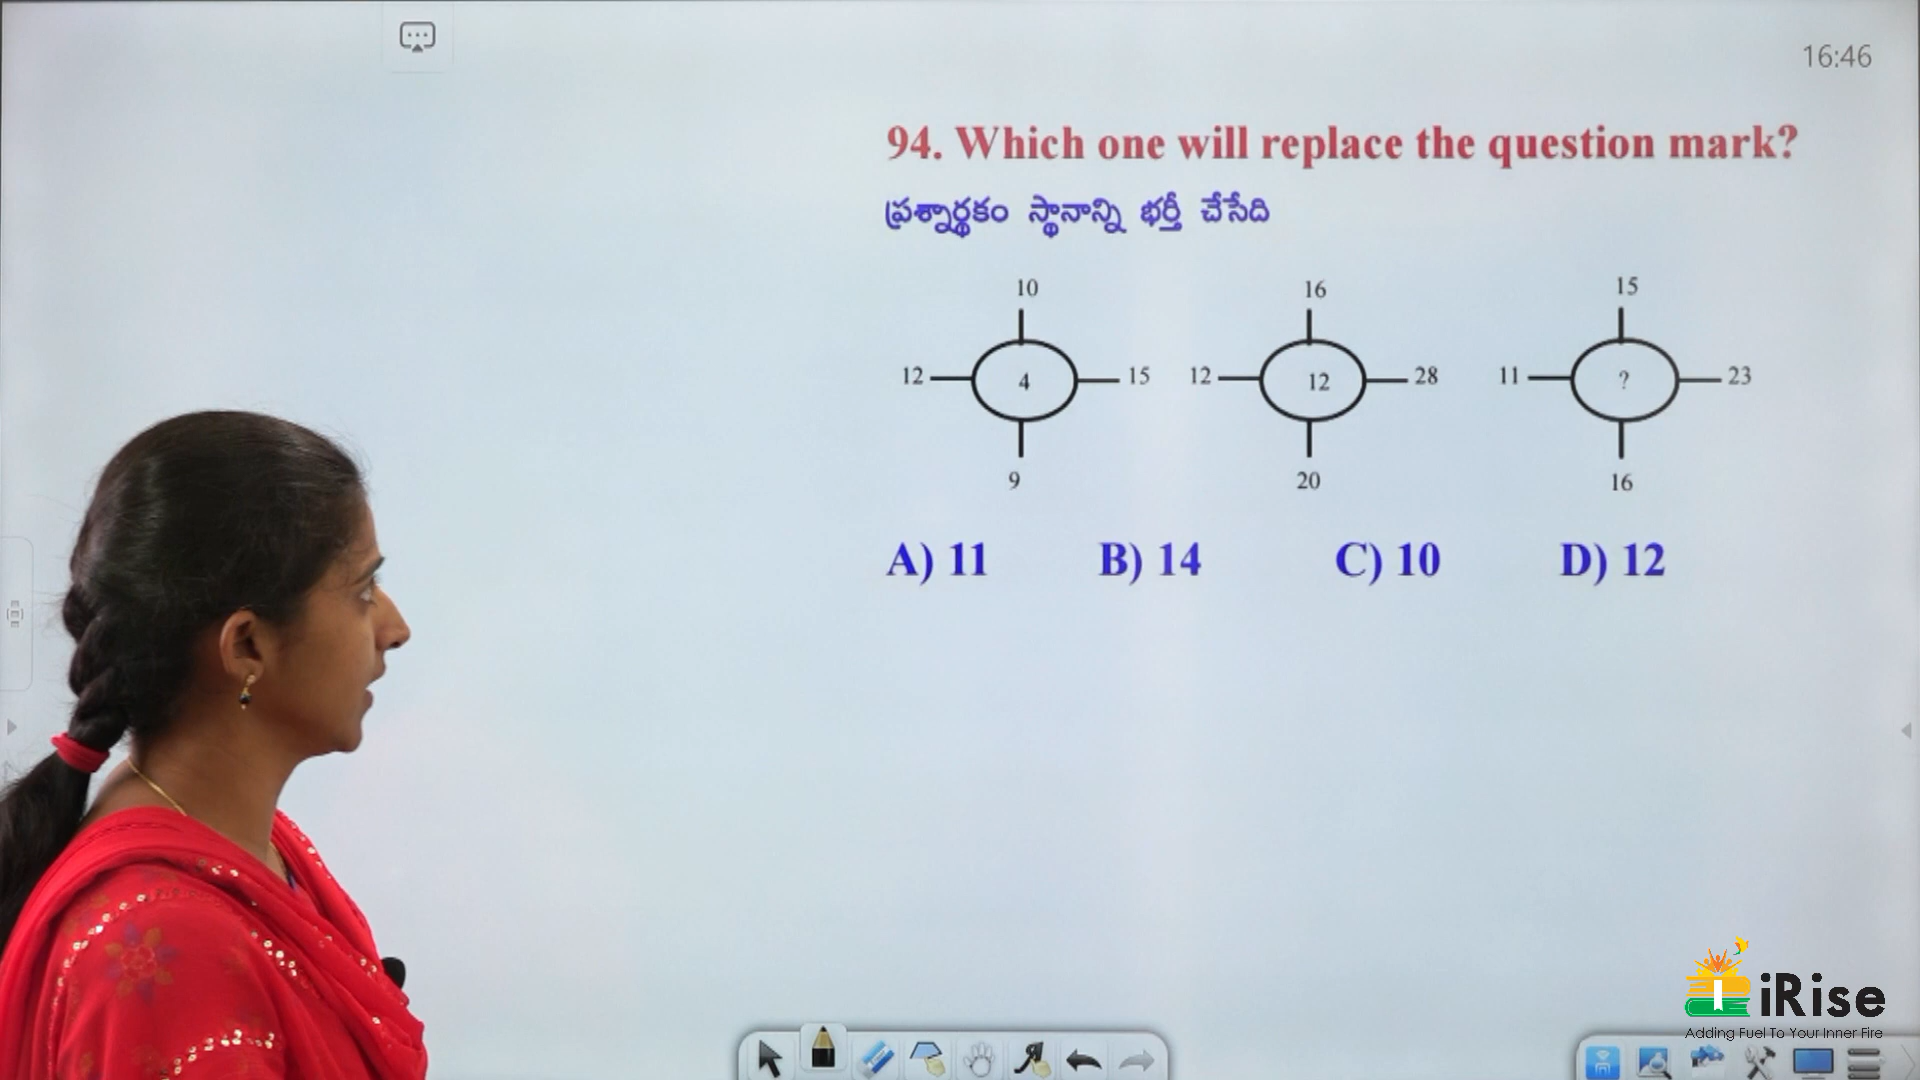 16:46
94. Which one will replace the question mark?
ప్రశ్నార్థకం స్థానాన్ని భర్తీ చేసేది
10 16 15
12 4 15 12 12 28 11 ? 23
9 20 16
A) 11 B) 14 C) 10 D) 12
iRise
Adding Fuel To Your Inner Fire